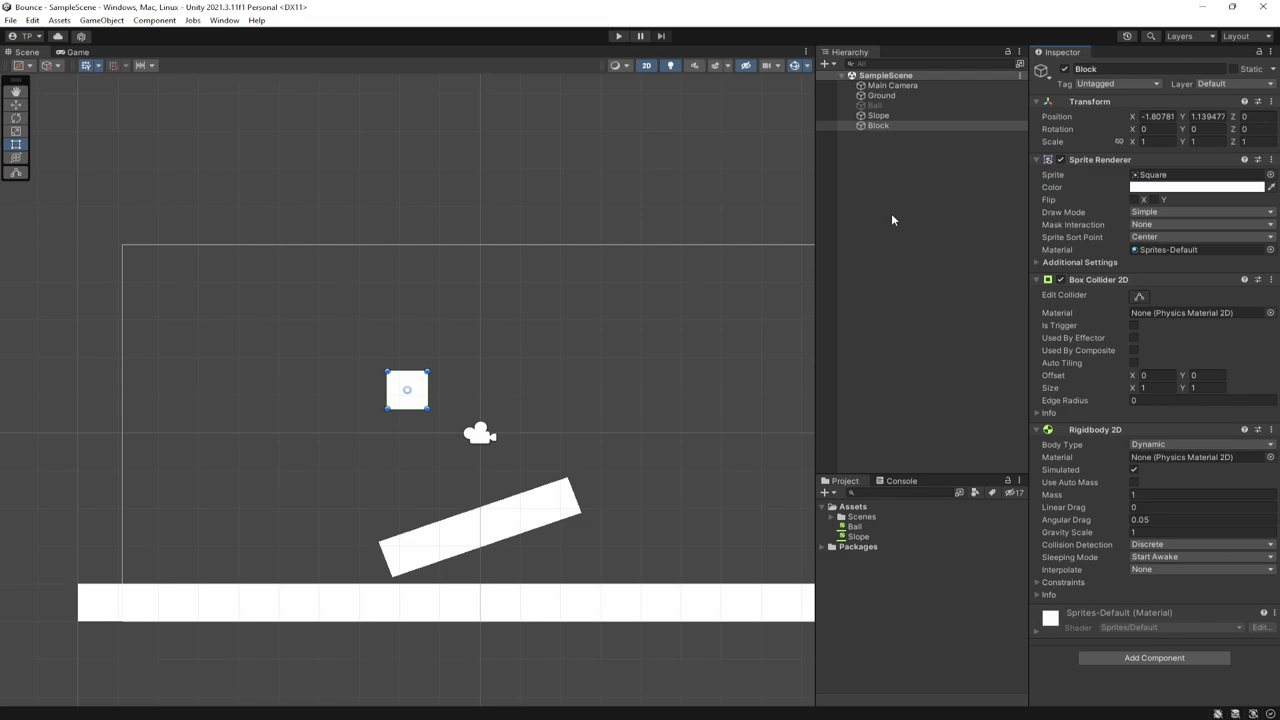 Bounce - SampleScene - Windows, Mac, Linux - Unity 2021.3.11f1 Personal <DX11>
File Edit Assets GameObject Component Jobs Window Help
TP Layers Layout
Scene Game
2D
Hierarchy
All
SampleScene
Main Camera
Ground
Ball
Slope
Block
Project Console
17
Assets
Scenes
Ball
Slope
Packages
Inspector
Block Static
Tag Untagged Layer Default
Transform
Position X -1.80781 Y 1.139477 Z 0
Rotation X 0 Y 0 Z 0
Scale X 1 Y 1 Z 1
Sprite Renderer
Sprite Square
Color
Flip X Y
Draw Mode Simple
Mask Interaction None
Sprite Sort Point Center
Material Sprites-Default
Additional Settings
Box Collider 2D
Edit Collider
Material None (Physics Material 2D)
Is Trigger
Used By Effector
Used By Composite
Auto Tiling
Offset X 0 Y 0
Size X 1 Y 1
Edge Radius 0
Info
Rigidbody 2D
Body Type Dynamic
Material None (Physics Material 2D)
Simulated
Use Auto Mass
Mass 1
Linear Drag 0
Angular Drag 0.05
Gravity Scale 1
Collision Detection Discrete
Sleeping Mode Start Awake
Interpolate None
Constraints
Info
Sprites-Default (Material)
Shader Sprites/Default Edit...
Add Component